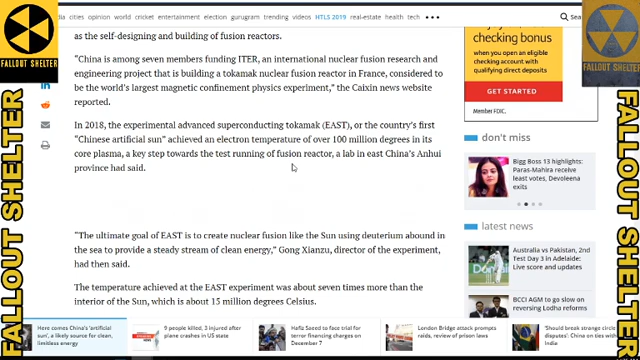 FALLOUT SHELTER
FALLOUT SHELTER
FALLOUT SHELTER
cities opinion world cricket entertainment election gurugram trending videos HTLS 2019 real-estate health tech
Sea
as the self-designing and building of fusion reactors.
“China is among seven members funding ITER, an international nuclear fusion research and
engineering project that is building a tokamak nuclear fusion reactor in France, considered to
be the world's largest magnetic confinement physics experiment,” the Caixin news website
reported.
In 2018, the experimental advanced superconducting tokamak (EAST), or the country's first
“Chinese artificial sun” achieved an electron temperature of over 100 million degrees in its
core plasma, a key step towards the test running of fusion reactor, a lab in east China's Anhui
province had said.
“The ultimate goal of EAST is to create nuclear fusion like the Sun using deuterium abound in
the sea to provide a steady stream of clean energy,” Gong Xianzu, director of the experiment,
had then said.
The temperature achieved at the EAST experiment was about seven times more than the
interior of the Sun, which is about 15 million degrees Celsius.
checking bonus
when you open an eligible
checking account with
qualifying direct deposits
GET STARTED
Member FDIC.
don't miss
Bigg Boss 13 highlights:
Paras-Mahira receive
least votes, Devoleena
exits
latest news
Australia vs Pakistan, 2nd
Test Day 3 in Adelaide:
Live score and updates
BCCI AGM to go slow on
reversing Lodha reforms
Here comes China's 'artificial
sun', a likely source for clean,
limitless energy
9 people killed, 3 injured after
plane crashes in US state
Hafiz Saeed to face trial for
terror financing charges on
December 7
London Bridge attack prompts
raids, review of prison laws
'Should break strange circle
disputes': China on ties with
India
FALLOUT SHELTER